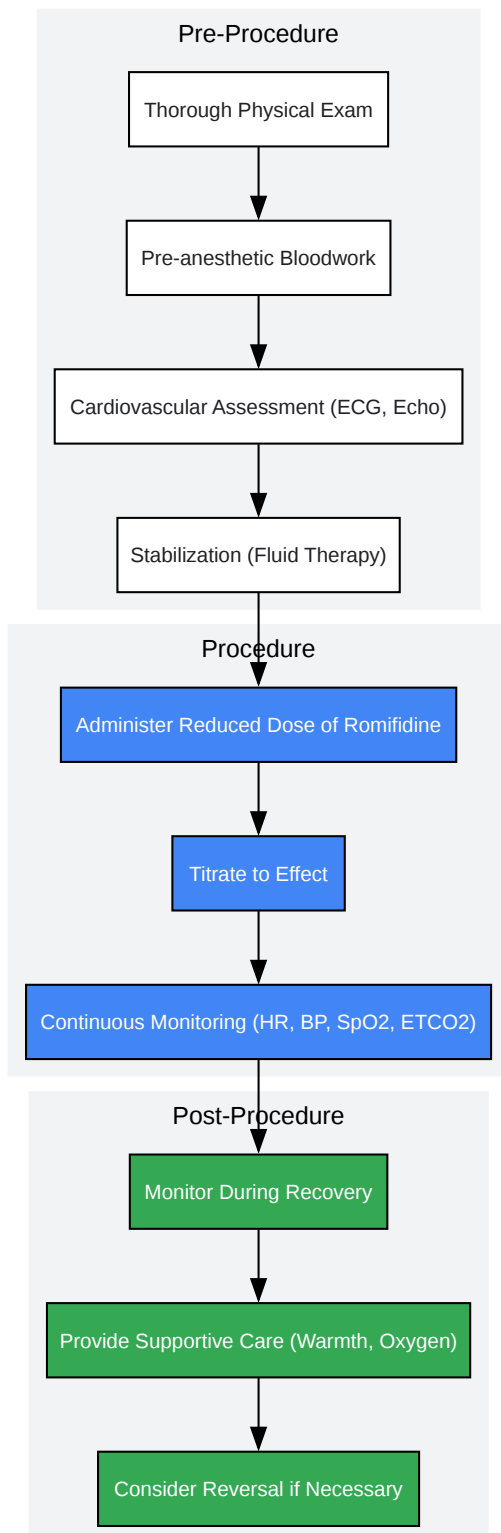 Pre-Procedure
Thorough Physical Exam
Pre-anesthetic Bloodwork
Cardiovascular Assessment (ECG, Echo)
Stabilization (Fluid Therapy)
Procedure
Administer Reduced Dose of Romifidine
Titrate to Effect
Continuous Monitoring (HR, BP, SpO2, ETCO2)
Post-Procedure
Monitor During Recovery
Provide Supportive Care (Warmth, Oxygen)
Consider Reversal if Necessary